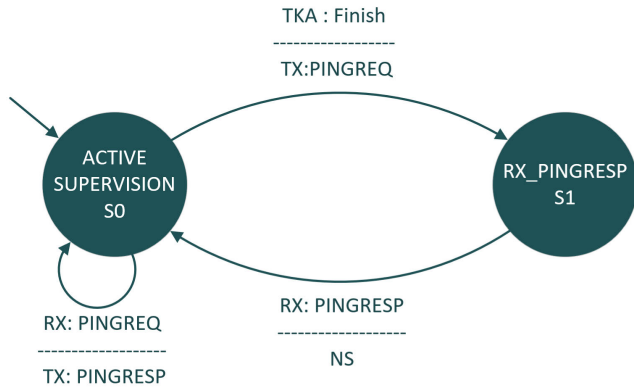 TKA : Finish
-------------------
TX:PINGREQ
ACTIVE
SUPERVISION
S0
RX_PINGRESP
S1
RX: PINGREQ
--------------------
TX: PINGRESP
RX: PINGRESP
--------------------
NS